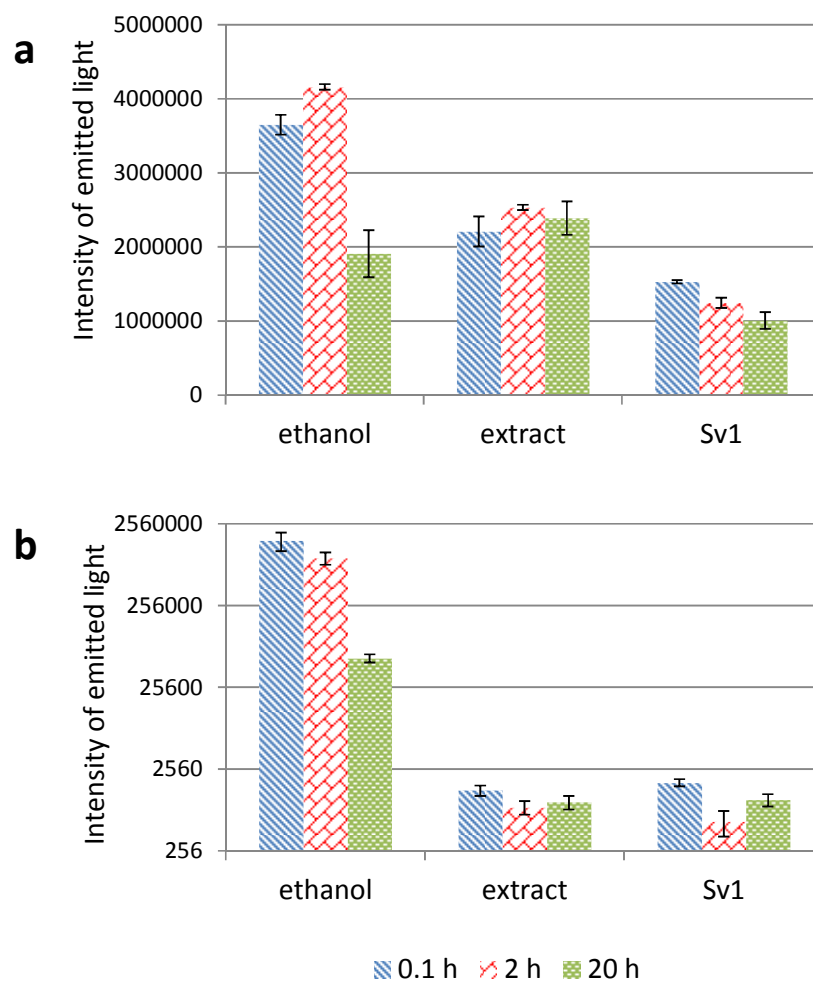 a
Intensity of emitted light
5000000
4000000
3000000
2000000
1000000
0
ethanol extract Sv1
b
Intensity of emitted light
2560000
256000
25600
2560
256
ethanol extract Sv1
0.1 h 2 h 20 h